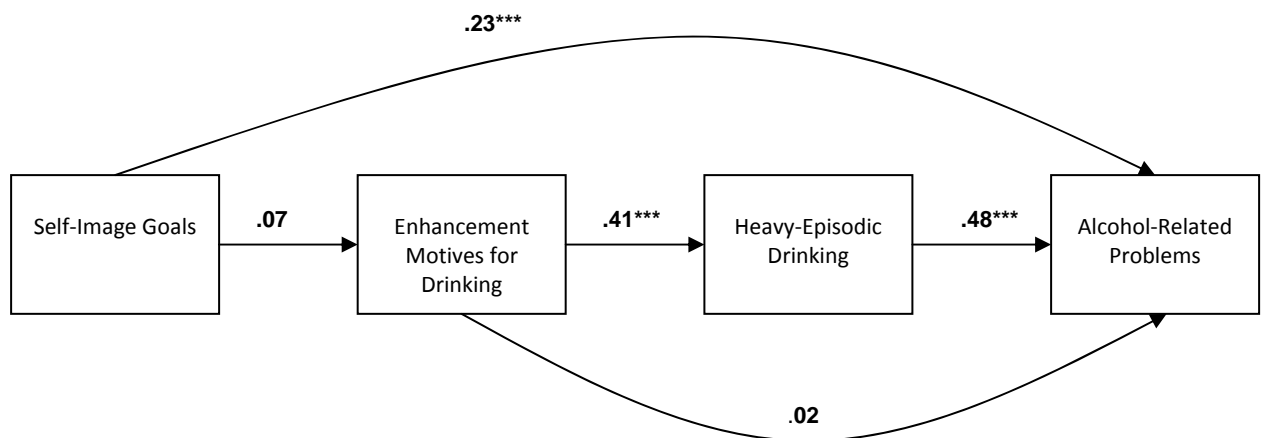 .23***
Self-Image Goals
.07
Enhancement
Motives for
Drinking
.41***
Heavy-Episodic
Drinking
.48***
Alcohol-Related
Problems
.02